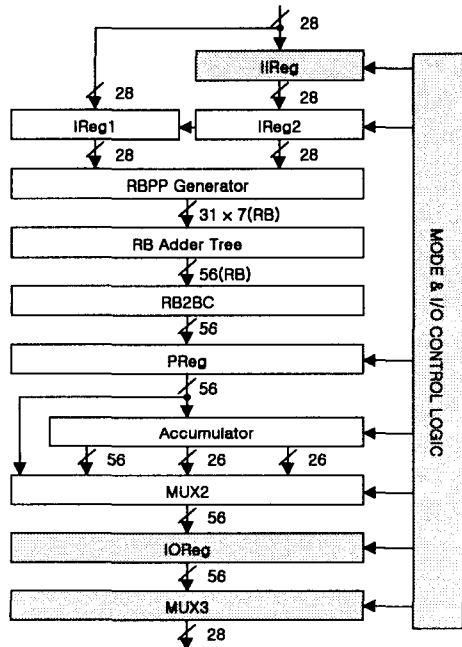 28
IIReg
28
28
IReg1
IReg2
28
28
RBPP Generator
31 × 7(RB)
RB Adder Tree
56(RB)
RB2BC
56
PReg
56
Accumulator
56
26
26
MUX2
56
IOReg
56
MUX3
28
MODE & I/O CONTROL LOGIC